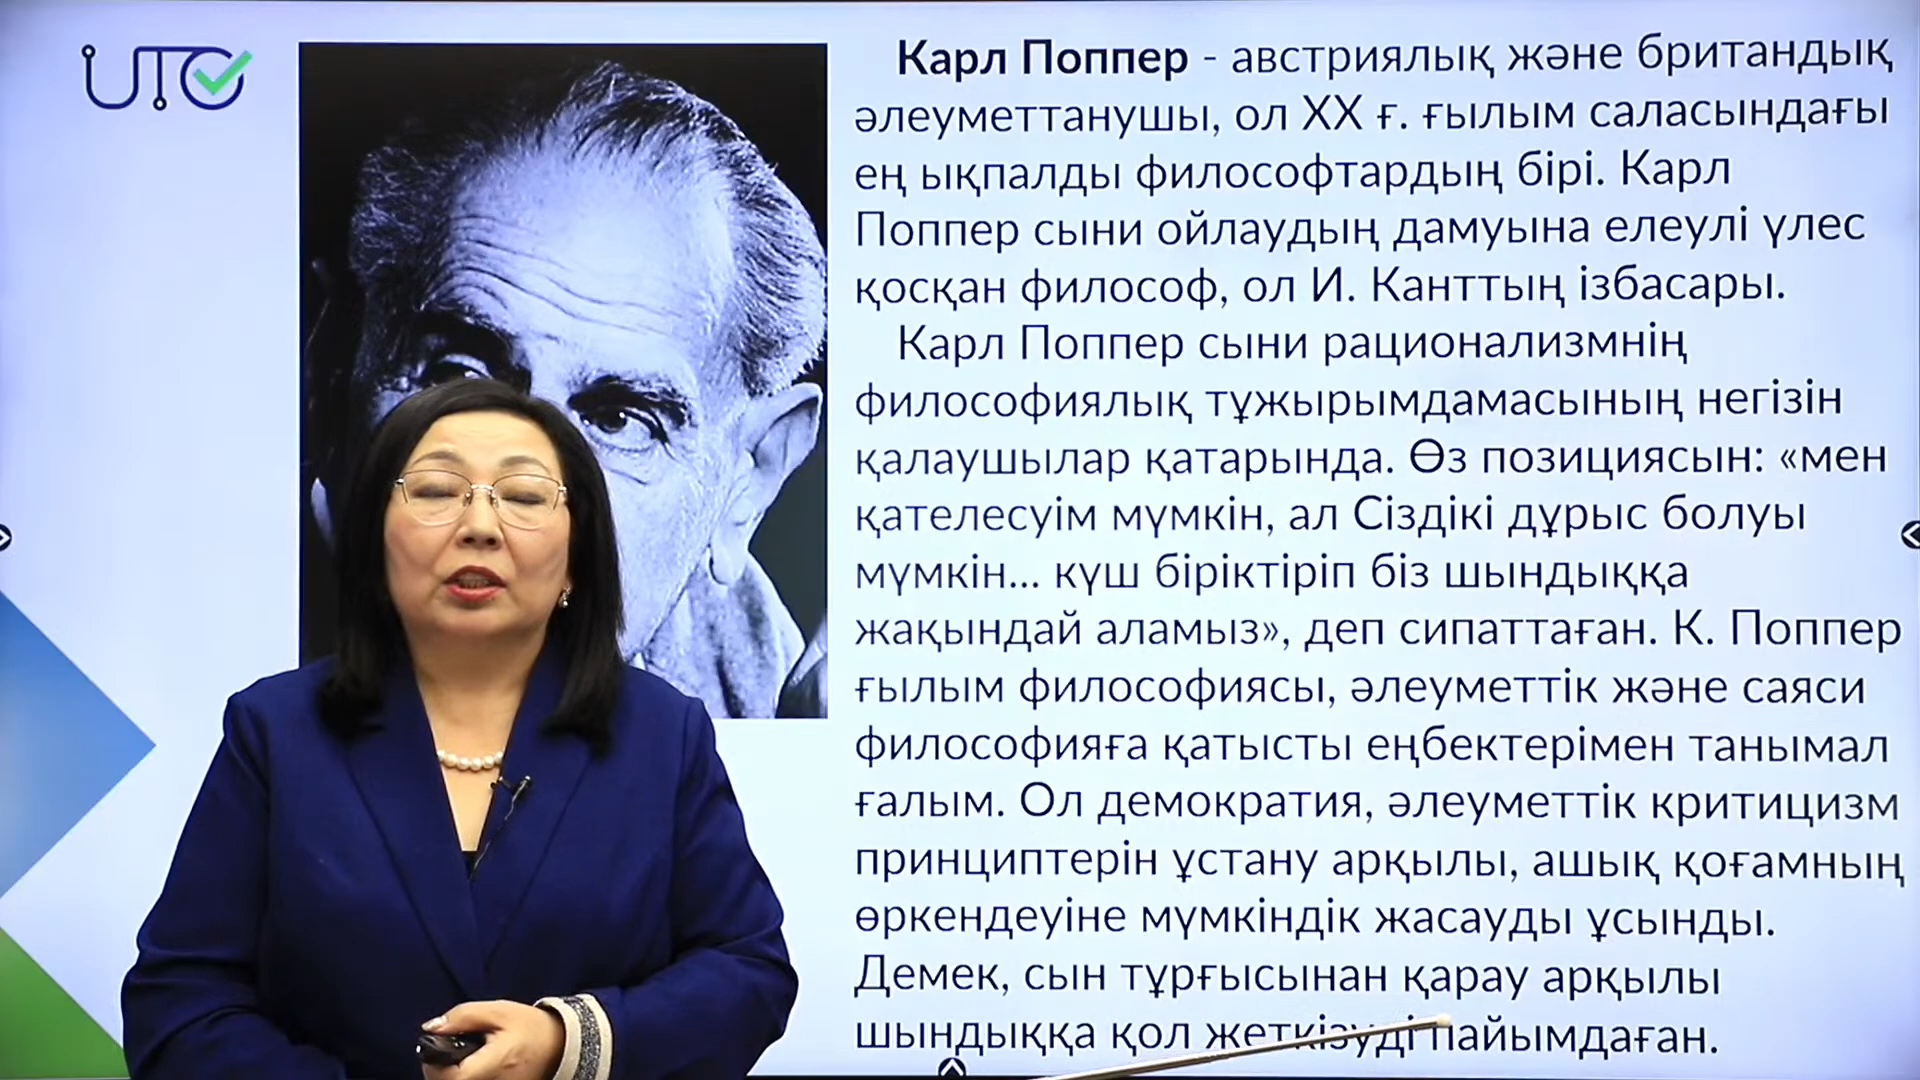 UTO
Карл Поппер - австриялық және британдық
әлеуметтанушы, ол XX ғ. ғылым саласындағы
ең ықпалды философтардың бірі. Карл
Поппер сыни ойлаудың дамуына елеулі үлес
қосқан философ, ол И. Канттың ізбасары.
Карл Поппер сыни рационализмнің
философиялық тұжырымдамасының негізін
қалаушылар қатарында. Өз позициясын: «мен
қателесуім мүмкін, ал Сіздікі дұрыс болуы
мүмкін... күш біріктіріп біз шындыққа
жақындай аламыз», деп сипаттаған. К. Поппер
ғылым философиясы, әлеуметтік және саяси
философияға қатысты еңбектерімен танымал
ғалым. Ол демократия, әлеуметтік критицизм
принциптерін ұстану арқылы, ашық қоғамның
өркендеуіне мүмкіндік жасауды ұсынды.
Демек, сын тұрғысынан қарау арқылы
шындыққа қол жеткізуді пайымдаған.